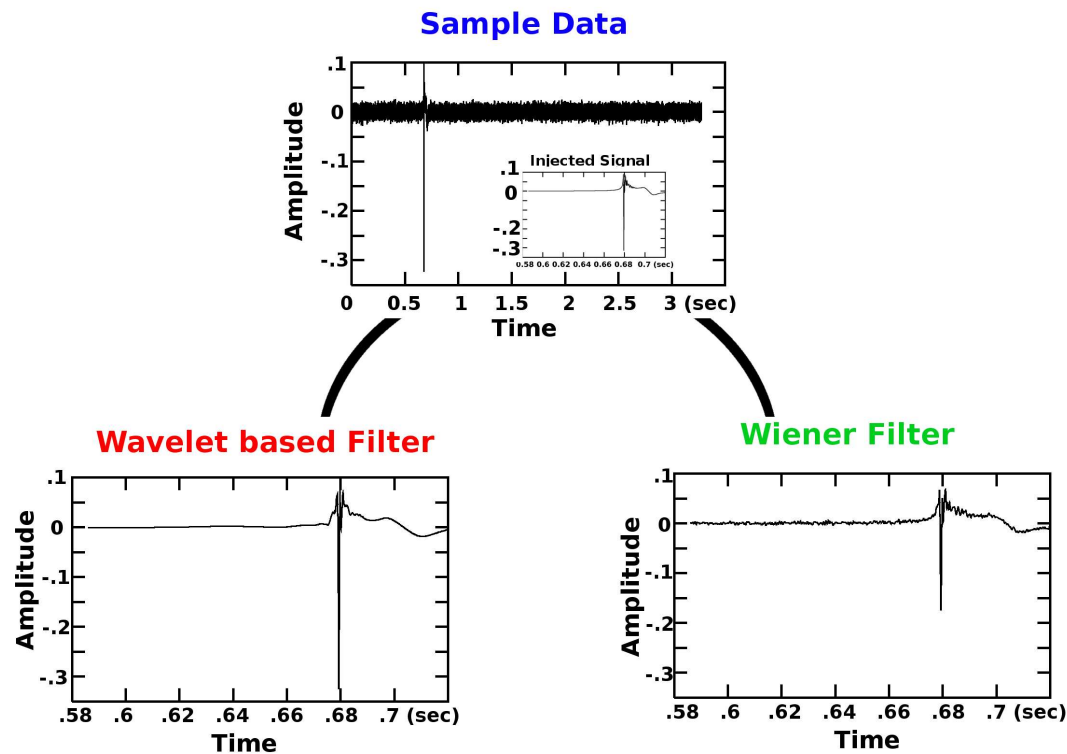 Sample Data
.1
0
-.1
-.2
-.3
Amplitude
Injected Signal
.1
0
-.2
-.3
0.58 0.6 0.62 0.64 0.66 0.68 0.7 (sec)
0 0.5 1 1.5 2 2.5 3 (sec)
Time
Wavelet based Filter
.1
0
-.1
-.2
-.3
Amplitude
.58 .6 .62 .64 .66 .68 .7 (sec)
Time
Wiener Filter
.1
0
-.1
-.2
-.3
Amplitude
.58 .6 .62 .64 .66 .68 .7 (sec)
Time